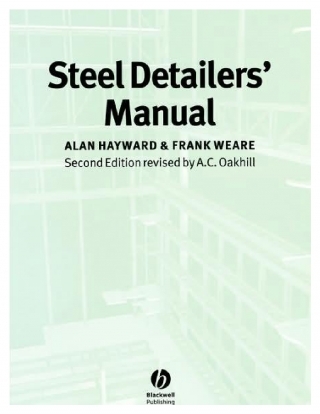 Steel Detailers’
Manual
ALAN HAYWARD & FRANK WEARE
Second Edition revised by A.C. Oakhill
b
Blackwell
Publishing